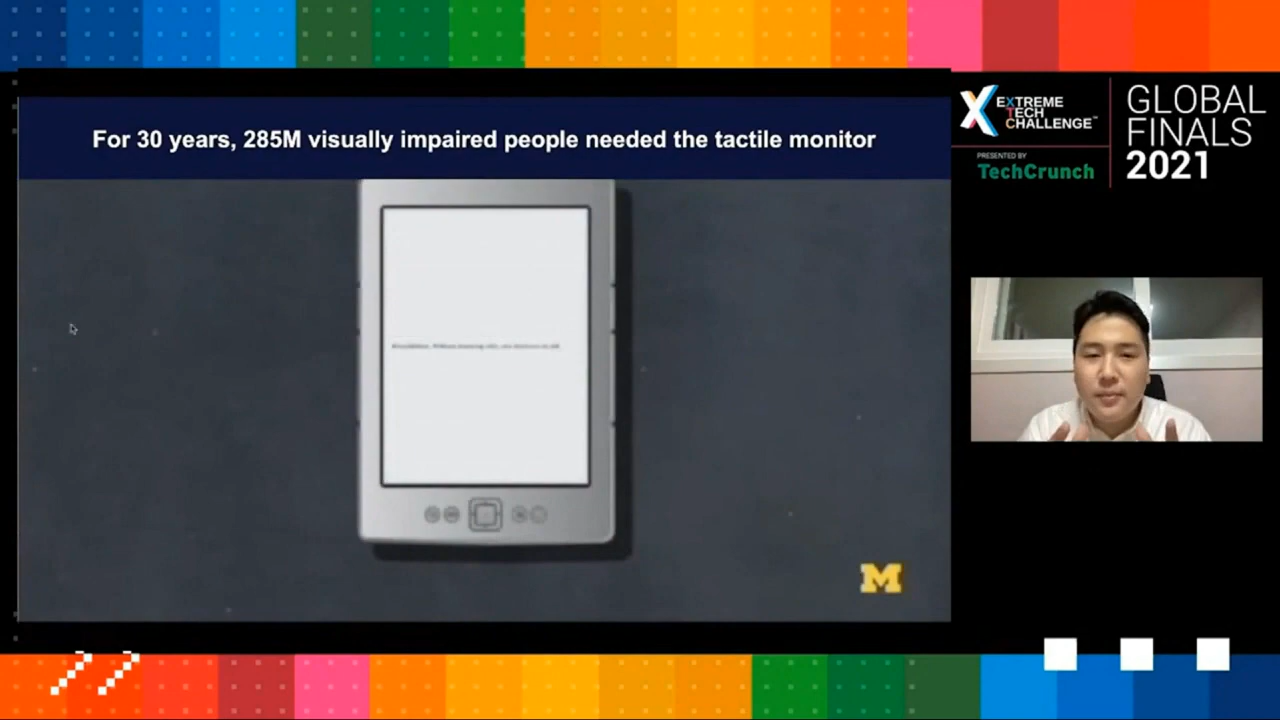 For 30 years, 285M visually impaired people needed the tactile monitor
EXTREME
TECH
CHALLENGE™
PRESENTED BY
TechCrunch
GLOBAL
FINALS
2021
M